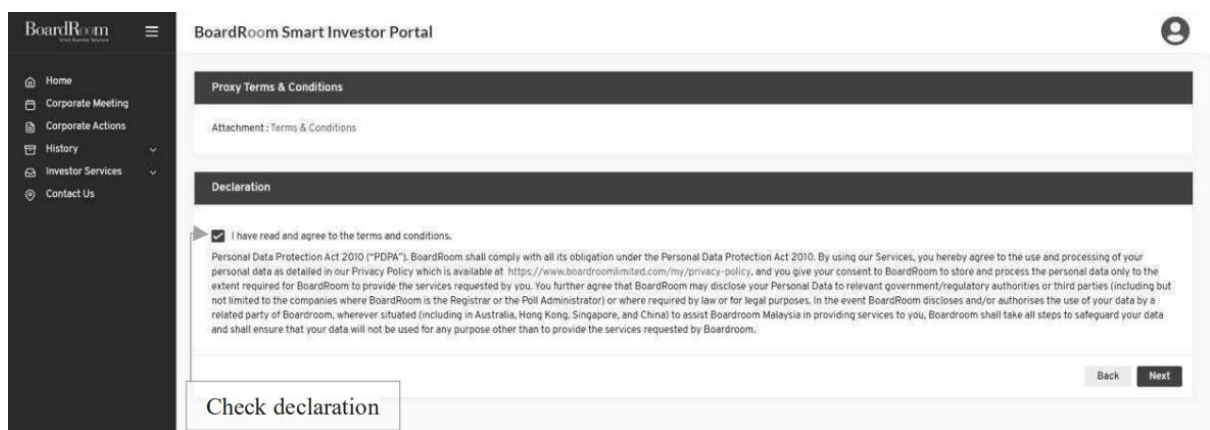 BoardRoom
Smart Business Solutions
BoardRoom Smart Investor Portal
Home
Corporate Meeting
Corporate Actions
History
Investor Services
Contact Us
Proxy Terms & Conditions
Attachment : Terms & Conditions
Declaration
I have read and agree to the terms and conditions.
Personal Data Protection Act 2010 ("PDPA"). BoardRoom shall comply with all its obligation under the Personal Data Protection Act 2010. By using our Services, you hereby agree to the use and processing of your
personal data as detailed in our Privacy Policy which is available at https://www.boardroomlimited.com/my/privacy-policy, and you give your consent to BoardRoom to store and process the personal data only to the
extent required for BoardRoom to provide the services requested by you. You further agree that BoardRoom may disclose your Personal Data to relevant government/regulatory authorities or third parties (including but
not limited to the companies where BoardRoom is the Registrar or the Poll Administrator) or where required by law or for legal purposes. In the event BoardRoom discloses and/or authorises the use of your data by a
related party of Boardroom, wherever situated (including in Australia, Hong Kong, Singapore, and China) to assist Boardroom Malaysia in providing services to you, Boardroom shall take all steps to safeguard your data
and shall ensure that your data will not be used for any purpose other than to provide the services requested by Boardroom.
Back Next
Check declaration